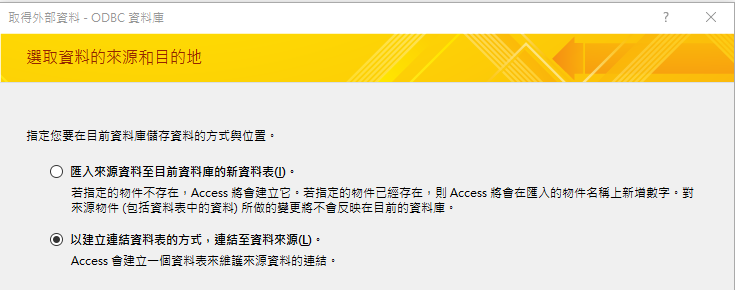 取得外部資料 - ODBC 資料庫
選取資料的來源和目的地
指定您要在目前資料庫儲存資料的方式與位置。
匯入來源資料至目前資料庫的新資料表(I)。
若指定的物件不存在，Access 將會建立它。若指定的物件已經存在，則 Access 將會在匯入的物件名稱上新增數字。對
來源物件 (包括資料表中的資料) 所做的變更將不會反映在目前的資料庫。
以建立連結資料表的方式，連結至資料來源(L)。
Access 會建立一個資料表來維護來源資料的連結。